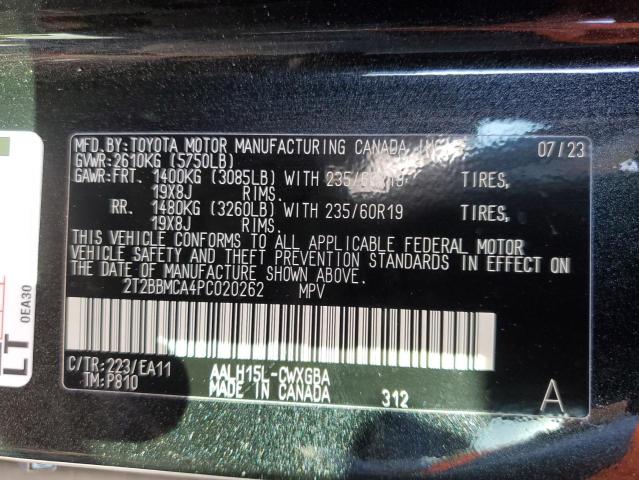 MFD.BY:TOYOTA MOTOR MANUFACTURING CANADA, INC. 07/23
GVWR:2610KG (5750LB)
GAWR:FRT. 1400KG (3085LB) WITH 235/60R19 TIRES,
19X8J RIMS.
RR. 1480KG (3260LB) WITH 235/60R19 TIRES,
19X8J RIMS.
THIS VEHICLE CONFORMS TO ALL APPLICABLE FEDERAL MOTOR
VEHICLE SAFETY AND THEFT PREVENTION STANDARDS IN EFFECT ON
THE DATE OF MANUFACTURE SHOWN ABOVE.
2T2BBMCA4PC020262 MPV
C/TR:223/EA11 AALH15L-CWXGBA
TM:P810 MADE IN CANADA 312 A
LT
0EA30